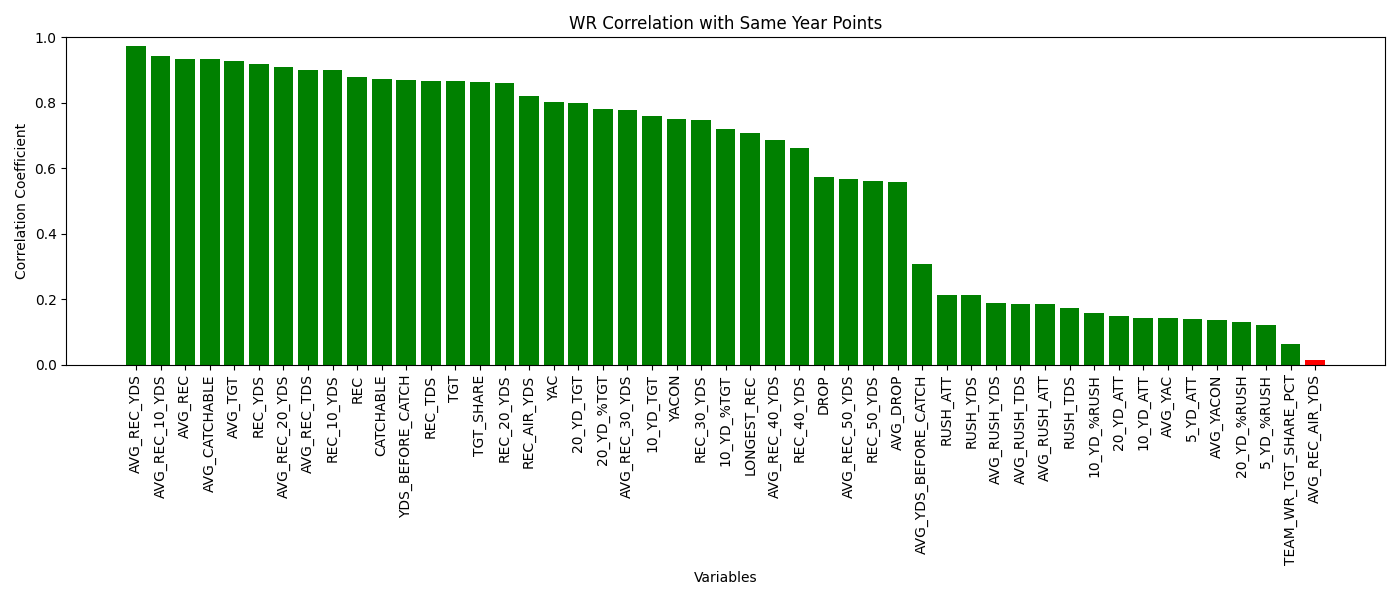 WR Correlation with Same Year Points
Correlation Coefficient
1.0
0.8
0.6
0.4
0.2
0.0
AVG_REC_YDS
AVG_REC_10_YDS
AVG_REC
AVG_CATCHABLE
AVG_TGT
REC_YDS
AVG_REC_20_YDS
AVG_REC_TDS
REC_10_YDS
REC
CATCHABLE
YDS_BEFORE_CATCH
REC_TDS
TGT
TGT_SHARE
REC_20_YDS
REC_AIR_YDS
YAC
20_YD_TGT
20_YD_%TGT
AVG_REC_30_YDS
10_YD_TGT
YACON
REC_30_YDS
10_YD_%TGT
LONGEST_REC
AVG_REC_40_YDS
REC_40_YDS
DROP
AVG_REC_50_YDS
REC_50_YDS
AVG_DROP
AVG_YDS_BEFORE_CATCH
RUSH_ATT
RUSH_YDS
AVG_RUSH_YDS
AVG_RUSH_TDS
AVG_RUSH_ATT
RUSH_TDS
10_YD_%RUSH
20_YD_ATT
10_YD_ATT
AVG_YAC
5_YD_ATT
AVG_YACON
20_YD_%RUSH
5_YD_%RUSH
TEAM_WR_TGT_SHARE_PCT
AVG_REC_AIR_YDS
Variables